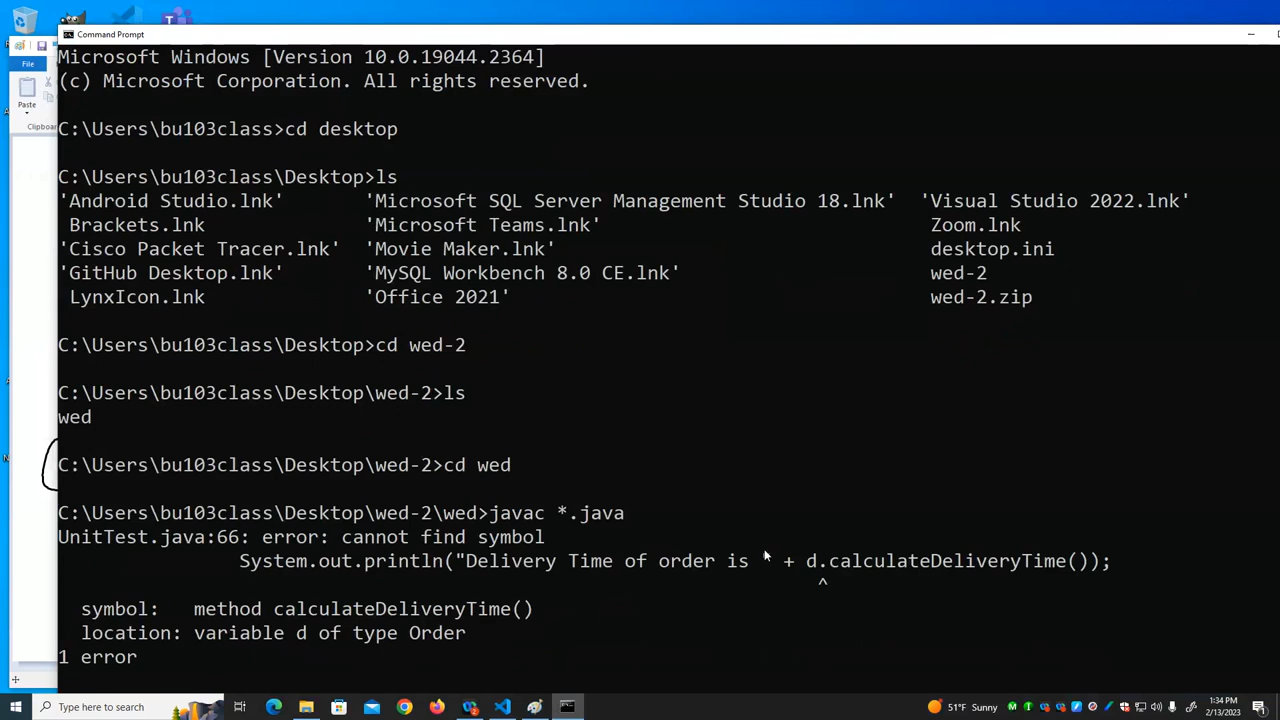 Command Prompt
File
Paste
Clipboard
Microsoft Windows [Version 10.0.19044.2364]
(c) Microsoft Corporation. All rights reserved.
C:\Users\bu103class>cd desktop
C:\Users\bu103class\Desktop>ls
'Android Studio.lnk' 'Microsoft SQL Server Management Studio 18.lnk' 'Visual Studio 2022.lnk'
Brackets.lnk 'Microsoft Teams.lnk' Zoom.lnk
'Cisco Packet Tracer.lnk' 'Movie Maker.lnk' desktop.ini
'GitHub Desktop.lnk' 'MySQL Workbench 8.0 CE.lnk' wed-2
LynxIcon.lnk 'Office 2021' wed-2.zip
C:\Users\bu103class\Desktop>cd wed-2
C:\Users\bu103class\Desktop\wed-2>ls
wed
C:\Users\bu103class\Desktop\wed-2>cd wed
C:\Users\bu103class\Desktop\wed-2\wed>javac *.java
UnitTest.java:66: error: cannot find symbol
System.out.println("Delivery Time of order is " + d.calculateDeliveryTime());
^
symbol: method calculateDeliveryTime()
location: variable d of type Order
1 error
Type here to search
51°F Sunny
1:34 PM
2/13/2023